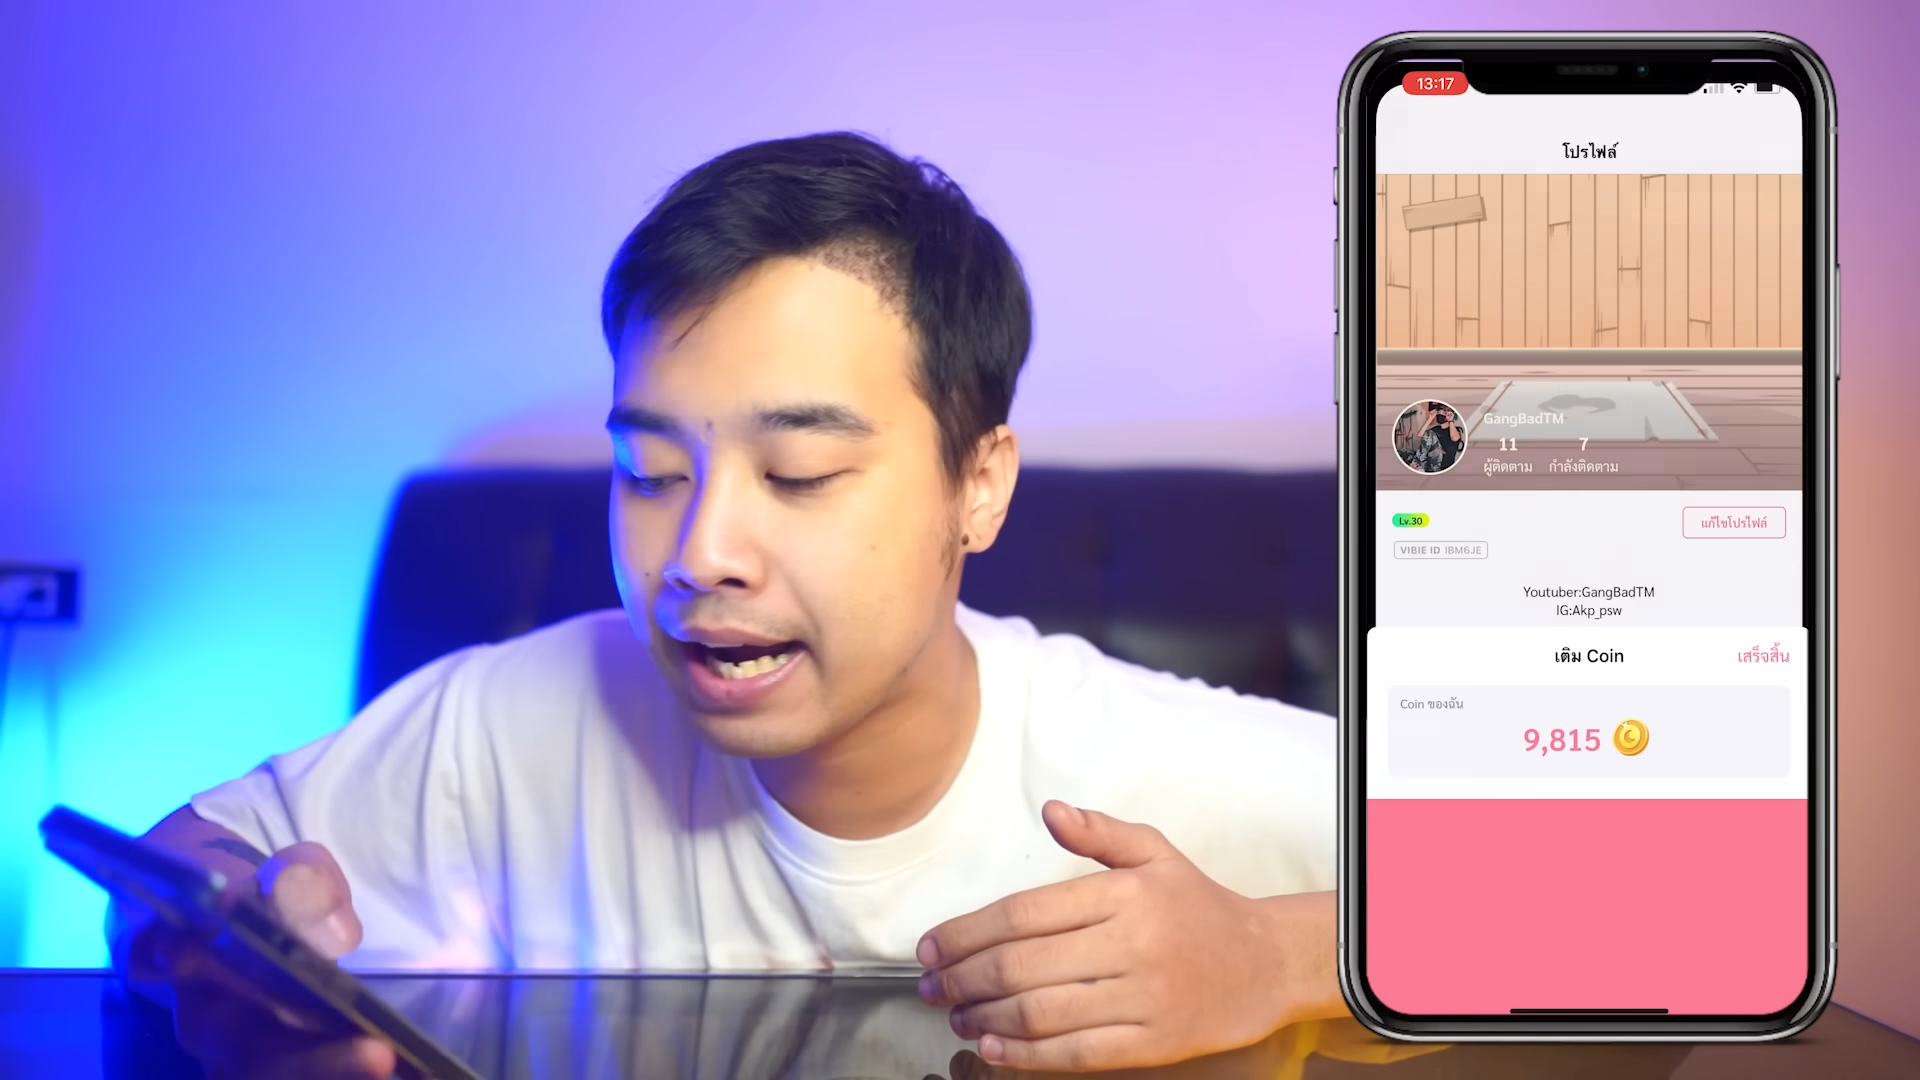 13:17
โปรไฟล์
GangBadTM
11 7
ผู้ติดตาม กำลังติดตาม
Lv.30
แก้ไขโปรไฟล์
VIBIE ID IBM6JE
Youtuber:GangBadTM
IG:Akp_psw
เติม Coin
เสร็จสิ้น
Coin ของฉัน
9,815